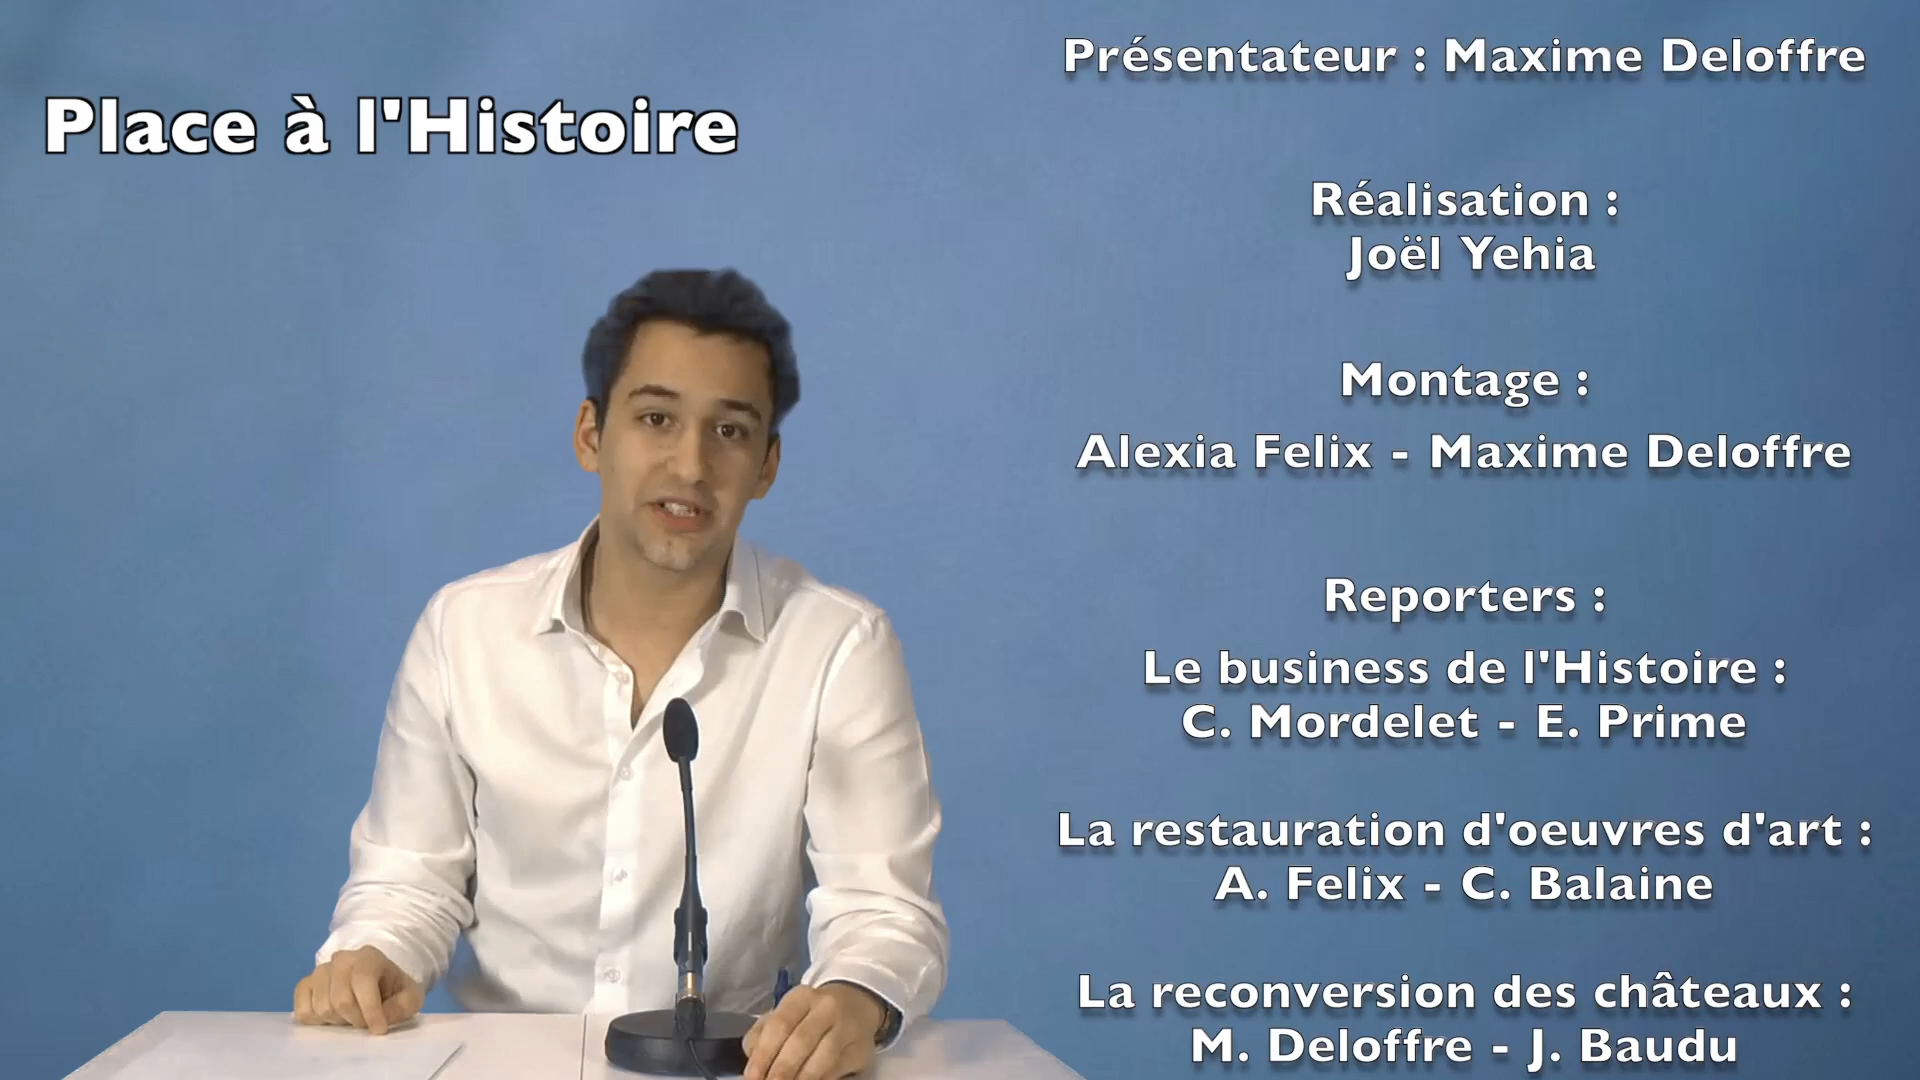 Place à l'Histoire
Présentateur : Maxime Deloffre
Réalisation :
Joël Yehia
Montage :
Alexia Felix - Maxime Deloffre
Reporters :
Le business de l'Histoire :
C. Mordelet - E. Prime
La restauration d'oeuvres d'art :
A. Felix - C. Balaine
La reconversion des châteaux :
M. Deloffre - J. Baudu